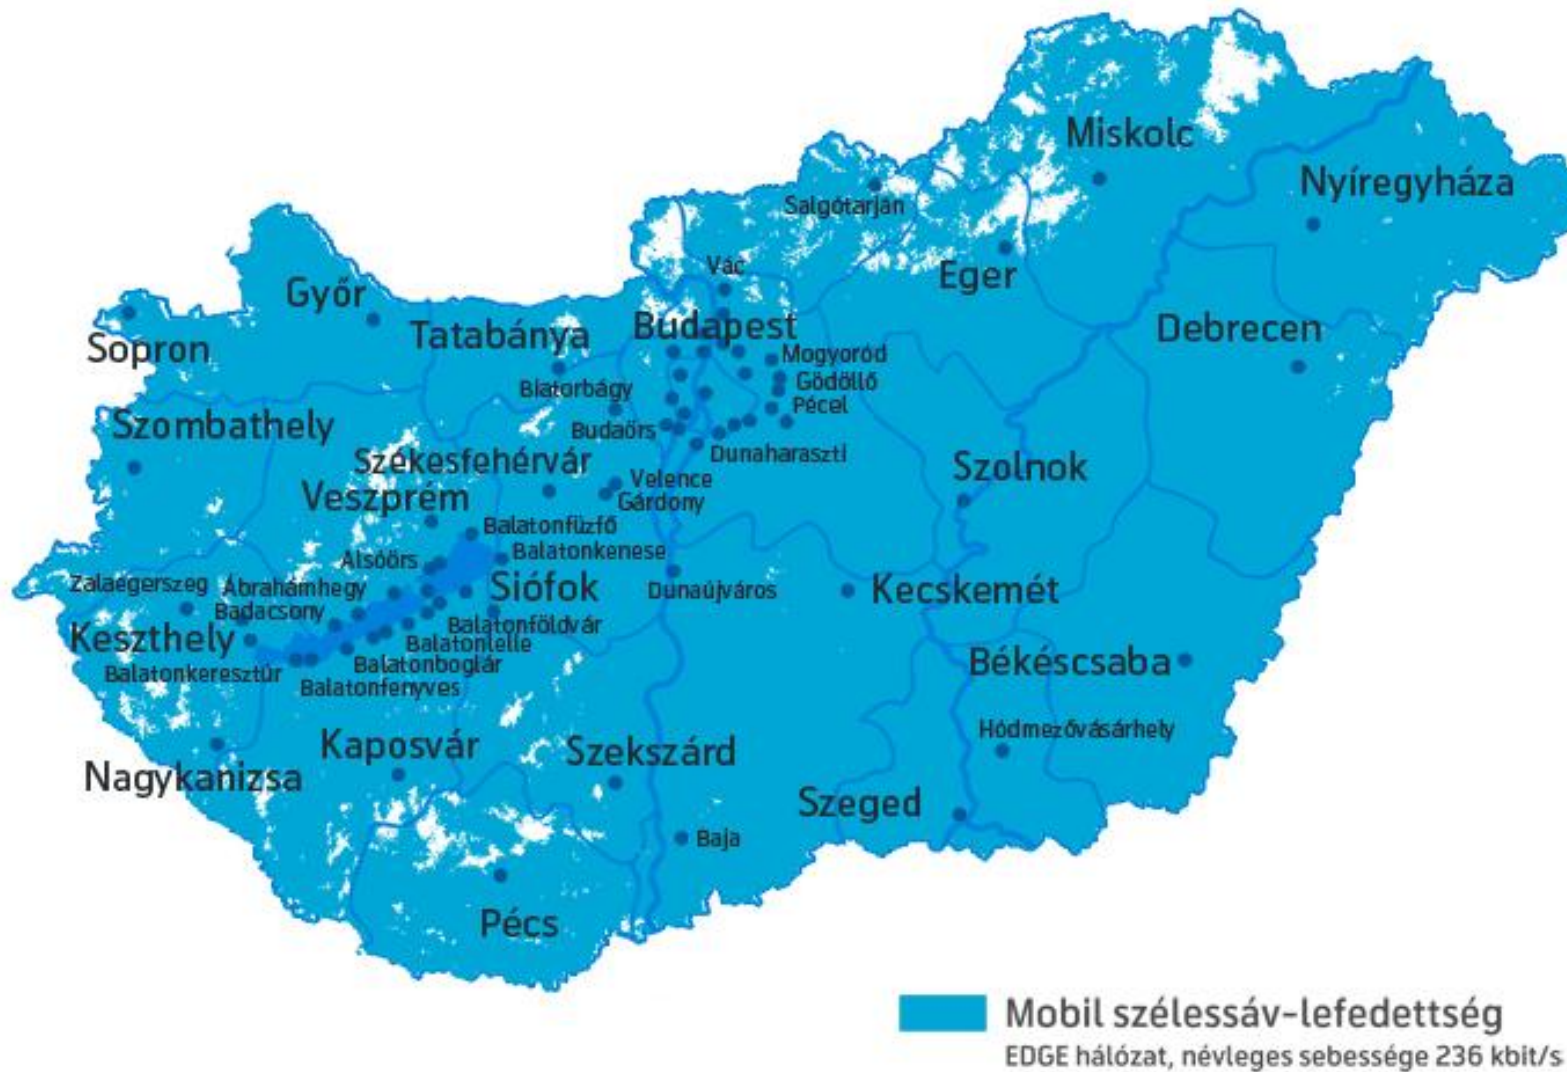 Miskolc
Nyíregyháza
Salgótarján
Vác
Eger
Győr
Tatabánya
Budapest
Debrecen
Sopron
Mogyoród
Biatorbágy
Gödöllő
Pécel
Szombathely
Budaörs
Dunaharaszti
Székesfehérvár
Velence
Szolnok
Veszprém
Gárdony
Balatonfüzfő
Balatonkenese
Alsóörs
Zalaegerszeg
Ábrahámhegy
Siófok
Dunaújváros
Kecskemét
Badacsony
Balatonföldvár
Keszthely
Balatonlelle
Balatonboglár
Békéscsaba
Balatonkeresztúr
Balatonfenyves
Hódmezővásárhely
Kaposvár
Szekszárd
Nagykanizsa
Szeged
Baja
Pécs
Mobil szélessáv-lefedettség
EDGE hálózat, névleges sebessége 236 kbit/s